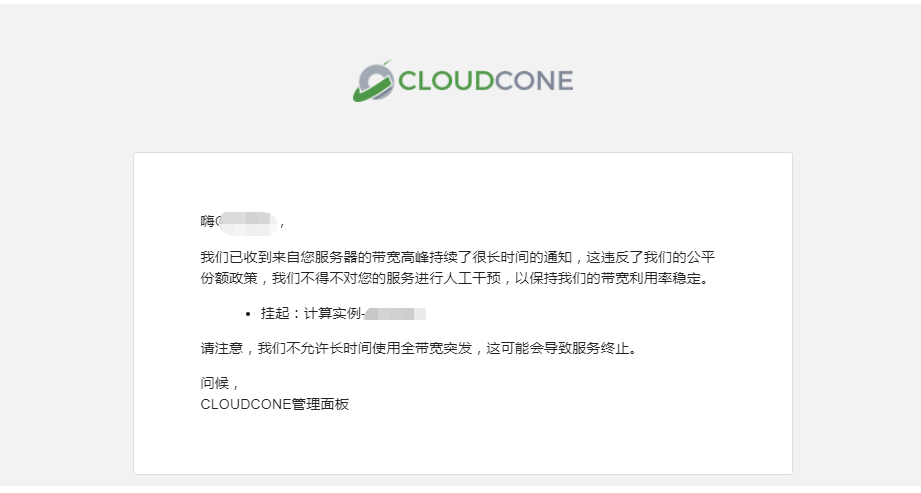 CLOUDCONE
嗨
,
我们已收到来自您服务器的带宽高峰持续了很长时间的通知，这违反了我们的公平
份额政策，我们不得不对您的服务进行人工干预，以保持我们的带宽利用率稳定。
• 挂起：计算实例-
请注意，我们不允许长时间使用全带宽突发，这可能会导致服务终止。
问候，
CLOUDCONE管理面板